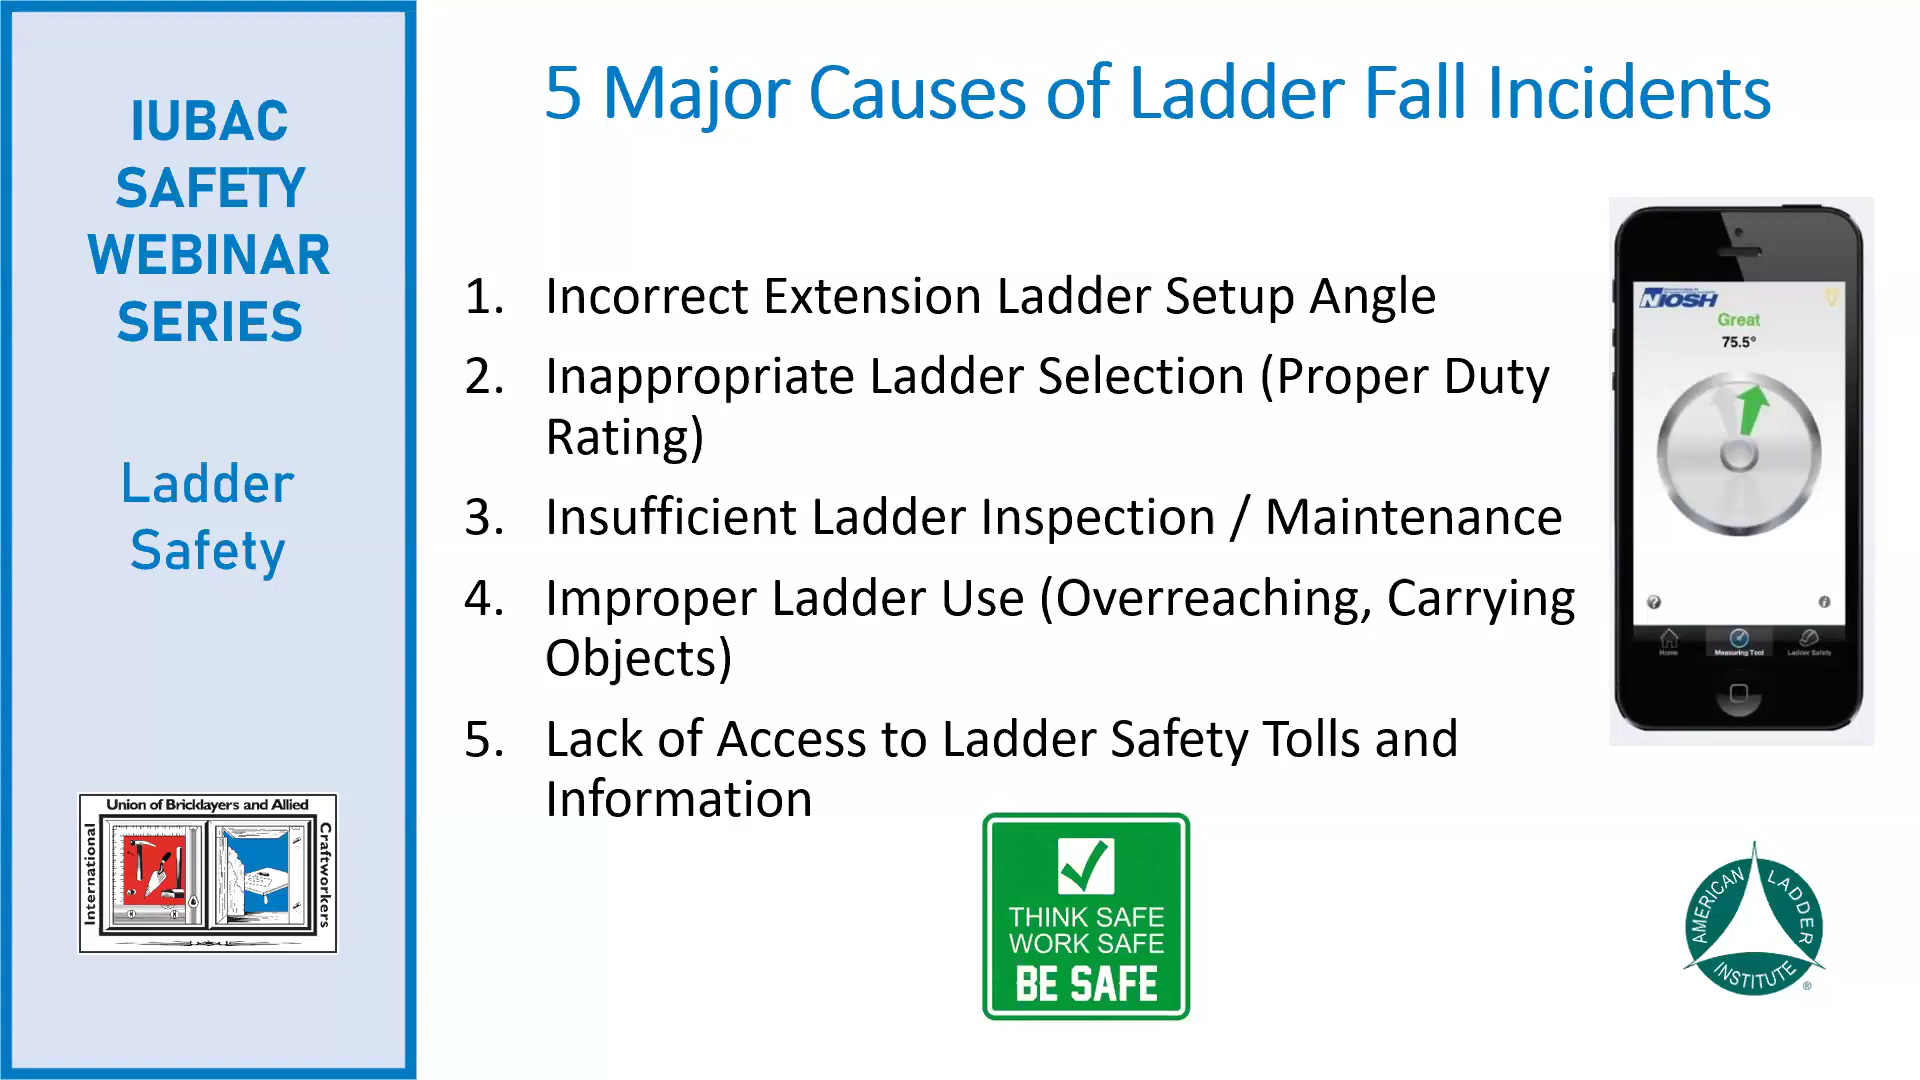 IUBAC
SAFETY
WEBINAR
SERIES
Ladder
Safety
Union of Bricklayers and Allied
International
Craftworkers
5 Major Causes of Ladder Fall Incidents
1. Incorrect Extension Ladder Setup Angle
2. Inappropriate Ladder Selection (Proper Duty
Rating)
3. Insufficient Ladder Inspection / Maintenance
4. Improper Ladder Use (Overreaching, Carrying
Objects)
5. Lack of Access to Ladder Safety Tolls and
Information
NIOSH
Great
75.5°
Home
Measuring Tool
Ladder Safety
THINK SAFE
WORK SAFE
BE SAFE
AMERICAN LADDER
INSTITUTE
®